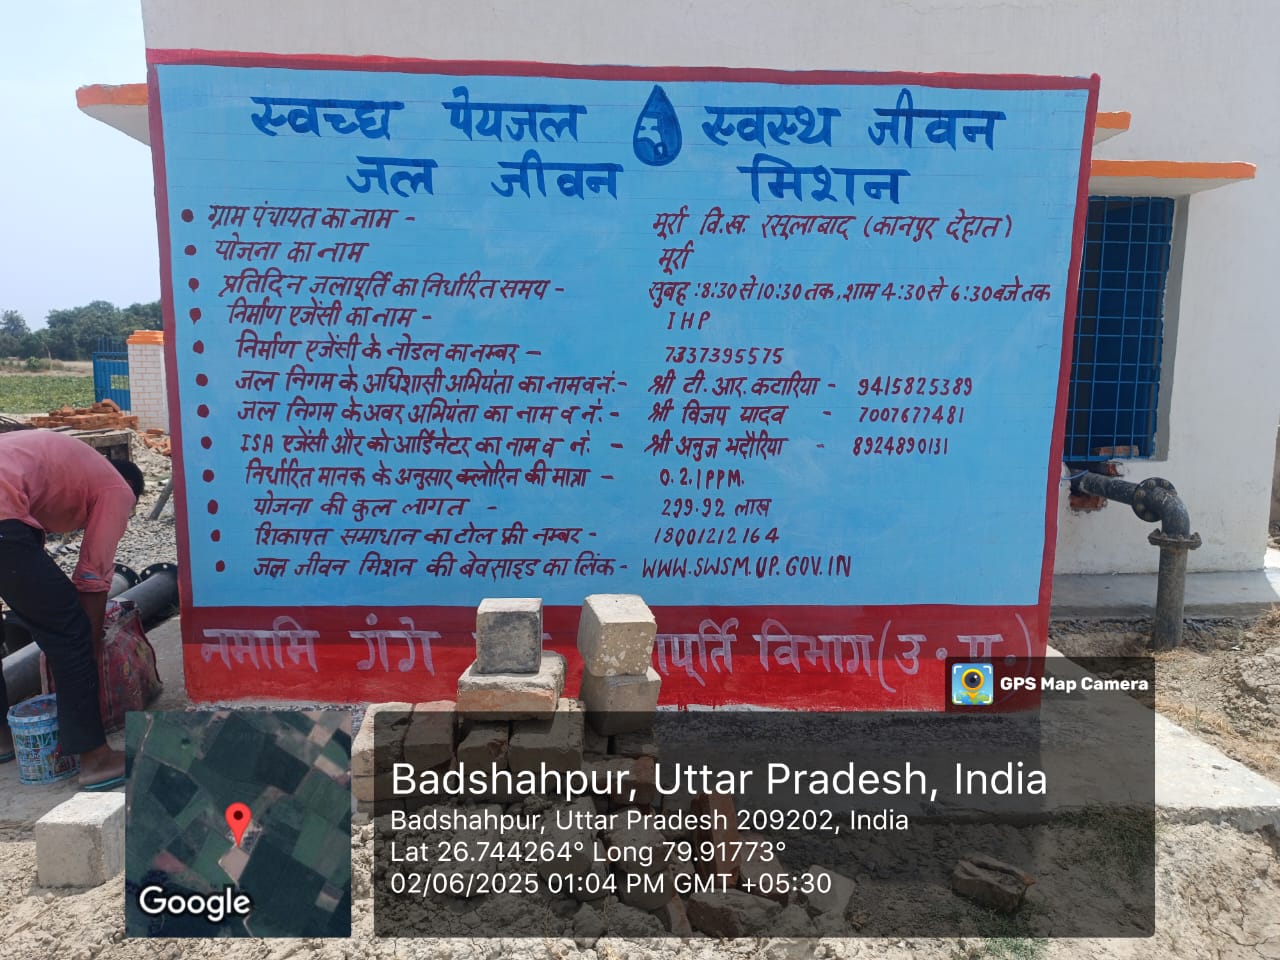 स्वच्छ पेयजल स्वस्थ जीवन
जल जीवन मिशन
• ग्राम पंचायत का नाम - मूर्रा वि.ख. रसूलाबाद (कानपुर देहात)
• योजना का नाम मूर्रा
• प्रतिदिन जलापूर्ति का निर्धारित समय - सुबह :8:30 से 10:30 तक, शाम 4:30 से 6:30 बजे तक
• निर्माण एजेंसी का नाम - IHP
• निर्माण एजेंसी के नोडल का नम्बर - 7337395575
• जल निगम के अधिशासी अभियंता का नाम व नं:- श्री टी. आर. कटारिया - 9415825389
• जल निगम के अवर अभियंता का नाम व नं:- श्री विजय यादव - 7007677481
• ISA एजेंसी और को आर्डिनेटर का नाम व नं: - श्री अनुज भदौरिया - 8924890131
• निर्धारित मानक के अनुसार क्लोरिन की मात्रा - 0.2.1PPM.
• योजना की कुल लागत - 299.92 लाख
• शिकायत समाधान का टोल फ्री नम्बर - 18001212164
• जल जीवन मिशन की बेवसाइड का लिंक - WWW.SWSM.UP.GOV.IN
नमामि गंगे पूर्ति विभाग (उ.प्र.)
GPS Map Camera
Badshahpur, Uttar Pradesh, India
Badshahpur, Uttar Pradesh 209202, India
Lat 26.744264° Long 79.91773°
02/06/2025 01:04 PM GMT +05:30
Google